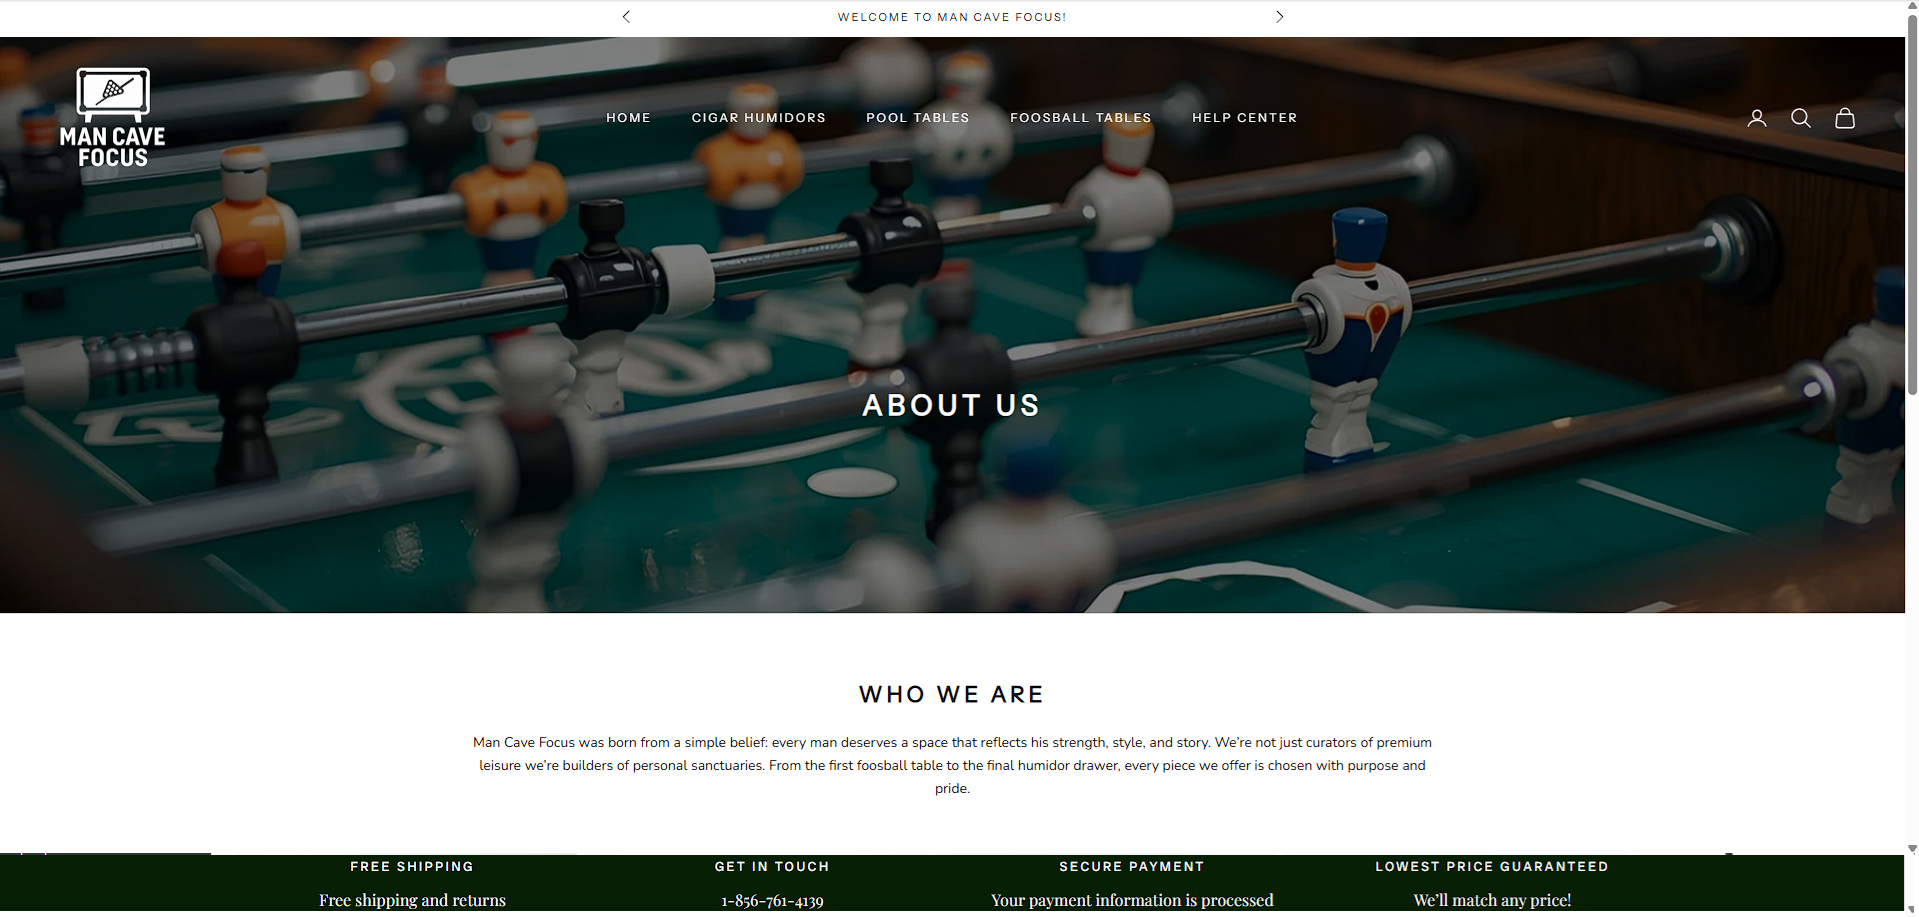 WELCOME TO MAN CAVE FOCUS!
MAN CAVE
FOCUS
HOME CIGAR HUMIDORS POOL TABLES FOOSBALL TABLES HELP CENTER
ABOUT US
WHO WE ARE
Man Cave Focus was born from a simple belief: every man deserves a space that reflects his strength, style, and story. We're not just curators of premium
leisure we're builders of personal sanctuaries. From the first foosball table to the final humidor drawer, every piece we offer is chosen with purpose and
pride.
FREE SHIPPING GET IN TOUCH SECURE PAYMENT LOWEST PRICE GUARANTEED
Free shipping and returns 1-856-761-4139 Your payment information is processed We'll match any price!